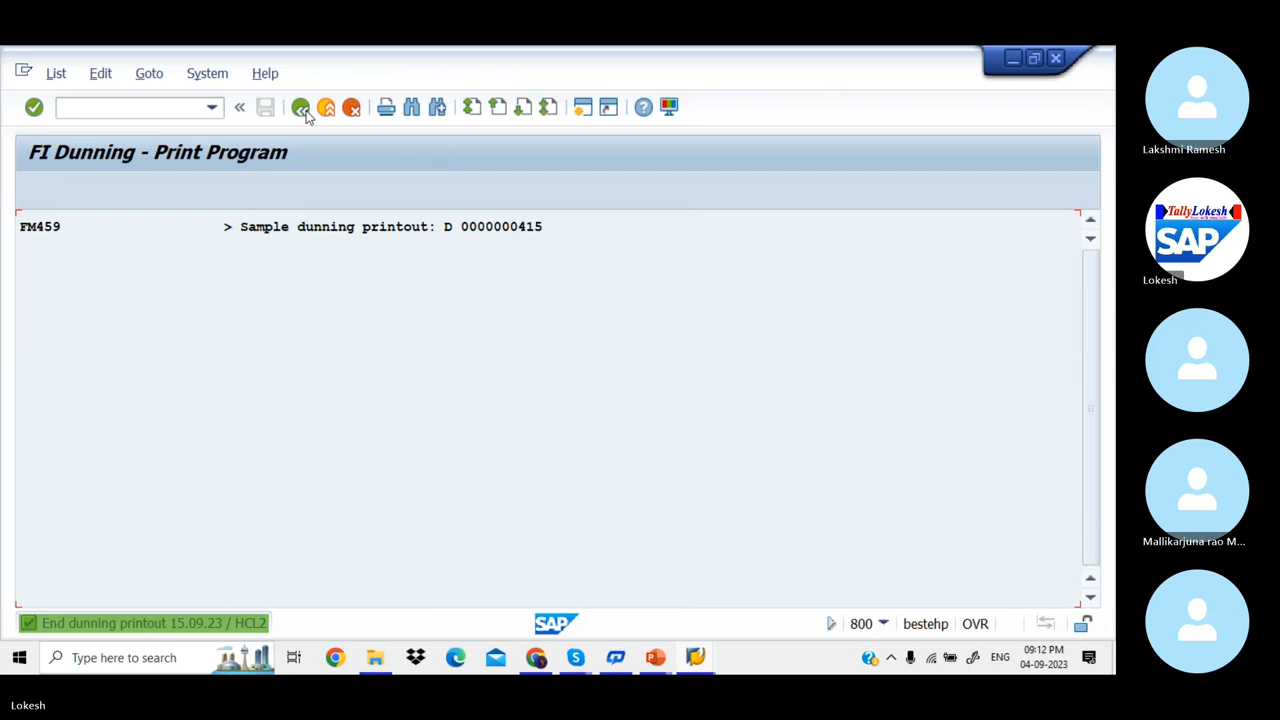 List Edit Goto System Help
FI Dunning - Print Program
FM459 > Sample dunning printout: D 0000000415
End dunning printout 15.09.23 / HCL2
SAP
800 bestehp OVR
Type here to search
ENG
09:12 PM
04-09-2023
Lakshmi Ramesh
TallyLokesh
SAP
Lokesh
Mallikarjuna rao M...
Lokesh